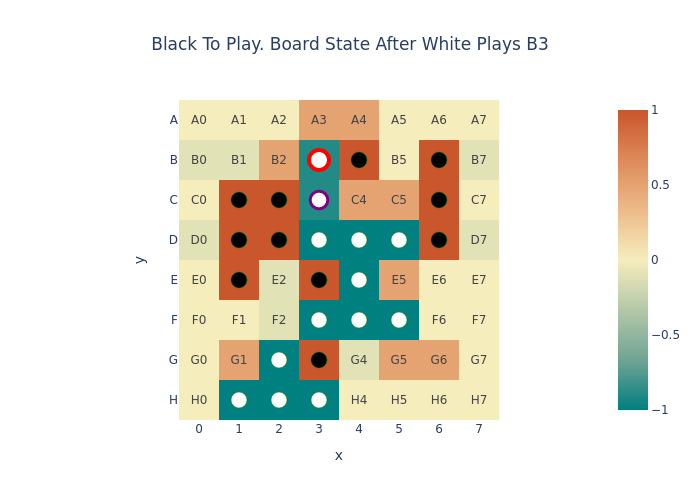 Black To Play. Board State After White Plays B3
A A0 A1 A2 A3 A4 A5 A6 A7
B B0 B1 B2 B5 B7
C C0 C4 C5 C7
D D0 D7
E E0 E2 E5 E6 E7
F F0 F1 F2 F6 F7
G G0 G1 G4 G5 G6 G7
H H0 H4 H5 H6 H7
0 1 2 3 4 5 6 7
x
y
1
0.5
0
−0.5
−1